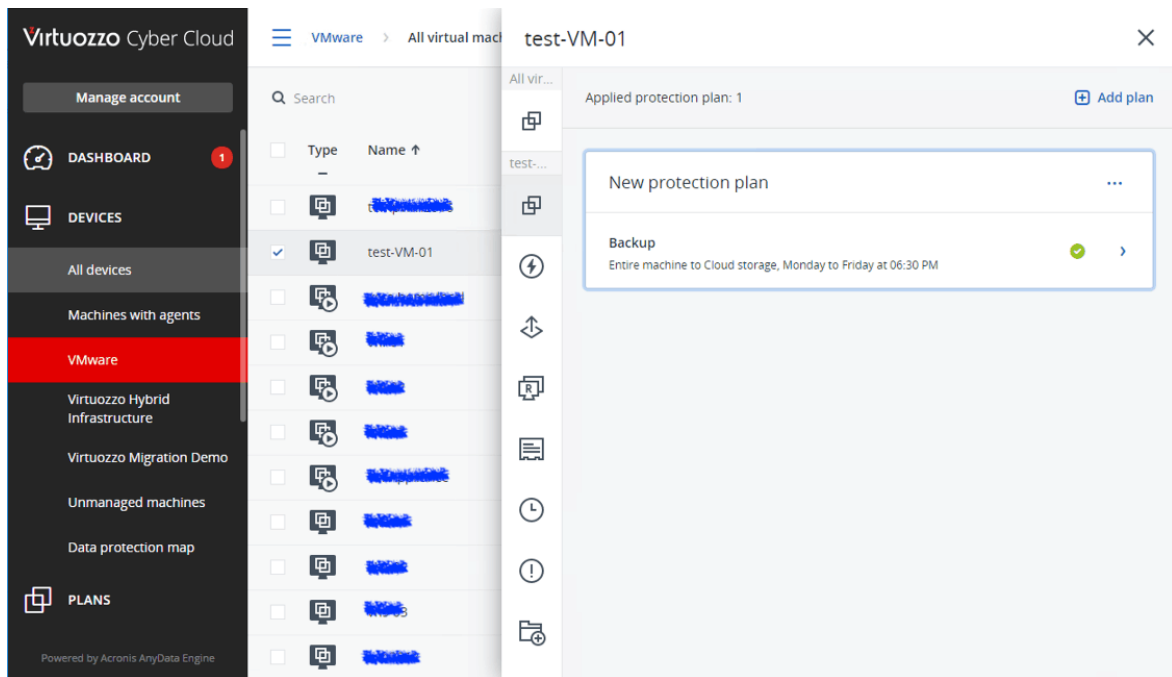 Virtuozzo Cyber Cloud
Manage account
DASHBOARD
1
DEVICES
All devices
Machines with agents
VMware
Virtuozzo Hybrid
Infrastructure
Virtuozzo Migration Demo
Unmanaged machines
Data protection map
PLANS
Powered by Acronis AnyData Engine
VMware > All virtual mach
Search
Type Name ↑
test-VM-01
test-VM-01
All vir...
test-...
R
Applied protection plan: 1
Add plan
New protection plan
...
Backup
Entire machine to Cloud storage, Monday to Friday at 06:30 PM